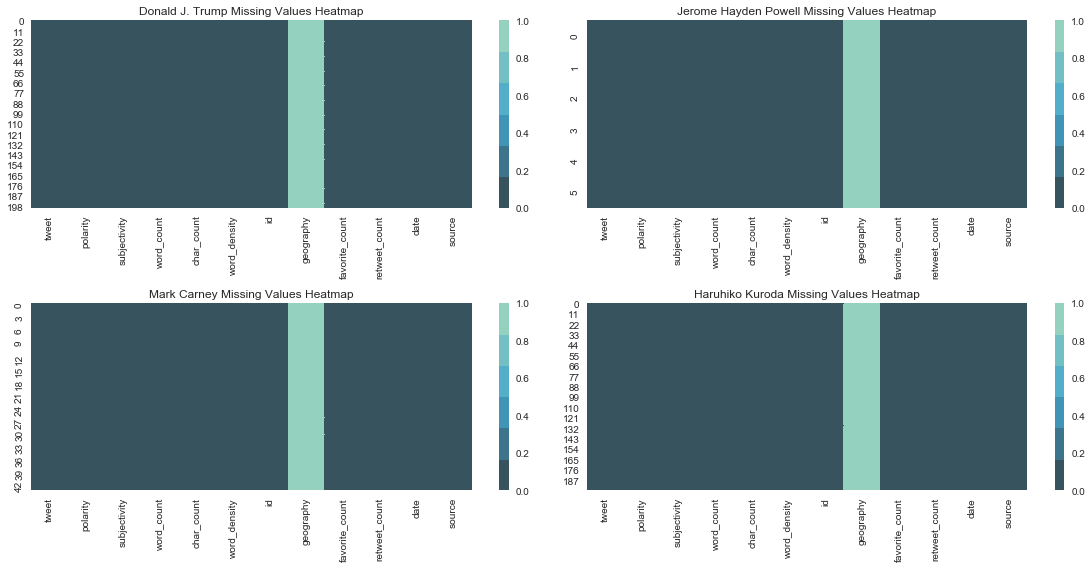 Donald J. Trump Missing Values Heatmap
0
11
22
33
44
55
66
77
88
99
110
121
132
143
154
165
176
187
198
tweet
polarity
subjectivity
word_count
char_count
word_density
id
geography
favorite_count
retweet_count
date
source
1.0
0.8
0.6
0.4
0.2
0.0
Jerome Hayden Powell Missing Values Heatmap
0
1
2
3
4
5
tweet
polarity
subjectivity
word_count
char_count
word_density
id
geography
favorite_count
retweet_count
date
source
1.0
0.8
0.6
0.4
0.2
0.0
Mark Carney Missing Values Heatmap
0
3
6
9
12
15
18
21
24
27
30
33
36
39
42
tweet
polarity
subjectivity
word_count
char_count
word_density
id
geography
favorite_count
retweet_count
date
source
1.0
0.8
0.6
0.4
0.2
0.0
Haruhiko Kuroda Missing Values Heatmap
0
11
22
33
44
55
66
77
88
99
110
121
132
143
154
165
176
187
tweet
polarity
subjectivity
word_count
char_count
word_density
id
geography
favorite_count
retweet_count
date
source
1.0
0.8
0.6
0.4
0.2
0.0